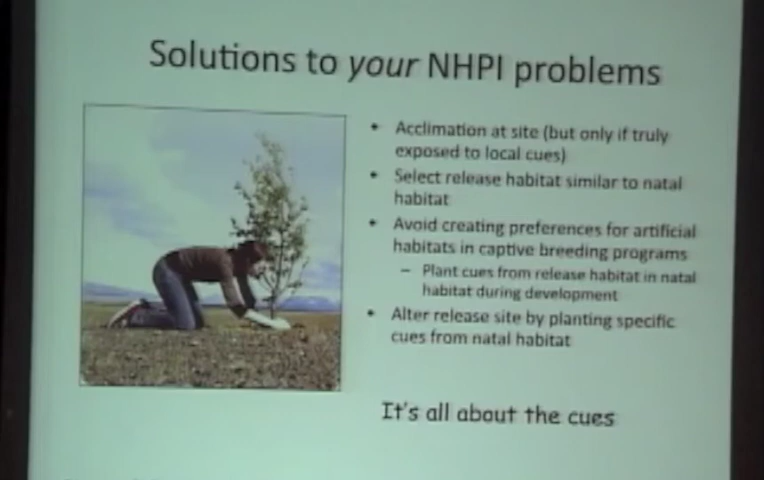 Solutions to your NHPI problems
• Acclimation at site (but only if truly
exposed to local cues)
• Select release habitat similar to natal
habitat
• Avoid creating preferences for artificial
habitats in captive breeding programs
– Plant cues from release habitat in natal
habitat during development
• Alter release site by planting specific
cues from natal habitat
It's all about the cues